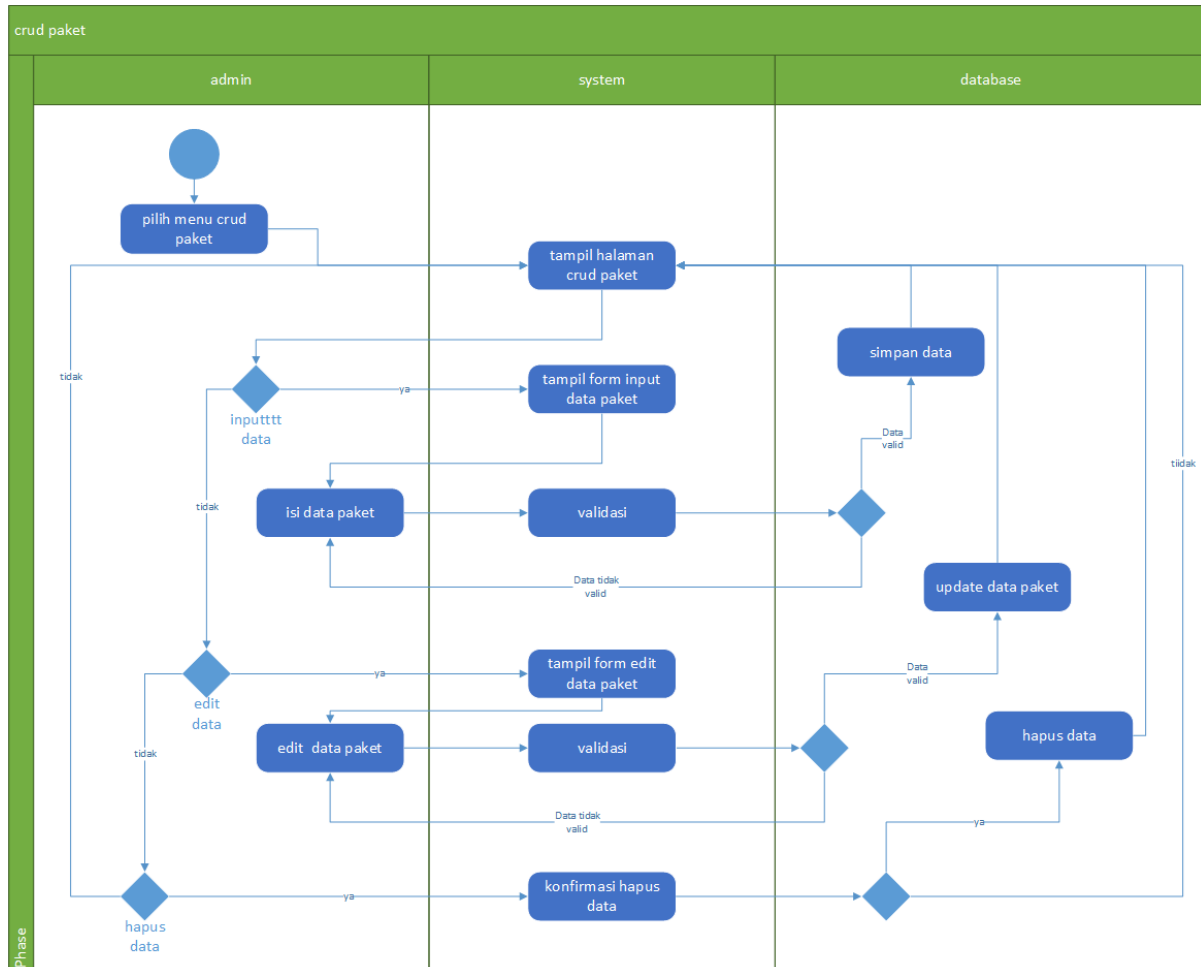 crud paket
admin
system
database
Phase
pilih menu crud
paket
tampil halaman
crud paket
simpan data
tidak
inputttt
data
ya
tampil form input
data paket
Data
valid
tiidak
tidak
isi data paket
validasi
Data tidak
valid
update data paket
edit
data
ya
tampil form edit
data paket
Data
valid
tidak
edit  data paket
validasi
hapus data
Data tidak
valid
ya
hapus
data
ya
konfirmasi hapus
data